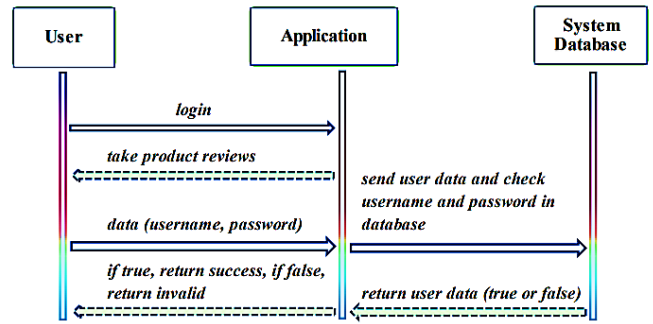 User
Application
System
Database
login
take product reviews
send user data and check
username and password in
database
data (username, password)
if true, return success, if false,
return invalid
return user data (true or false)